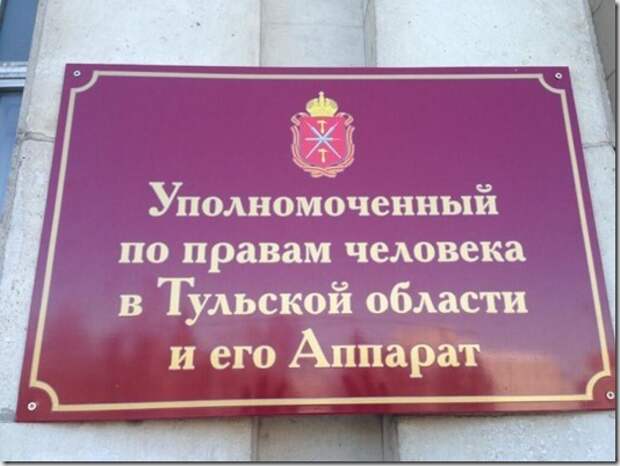 Уполномоченный
по правам человека
в Тульской области
и его Аппарат